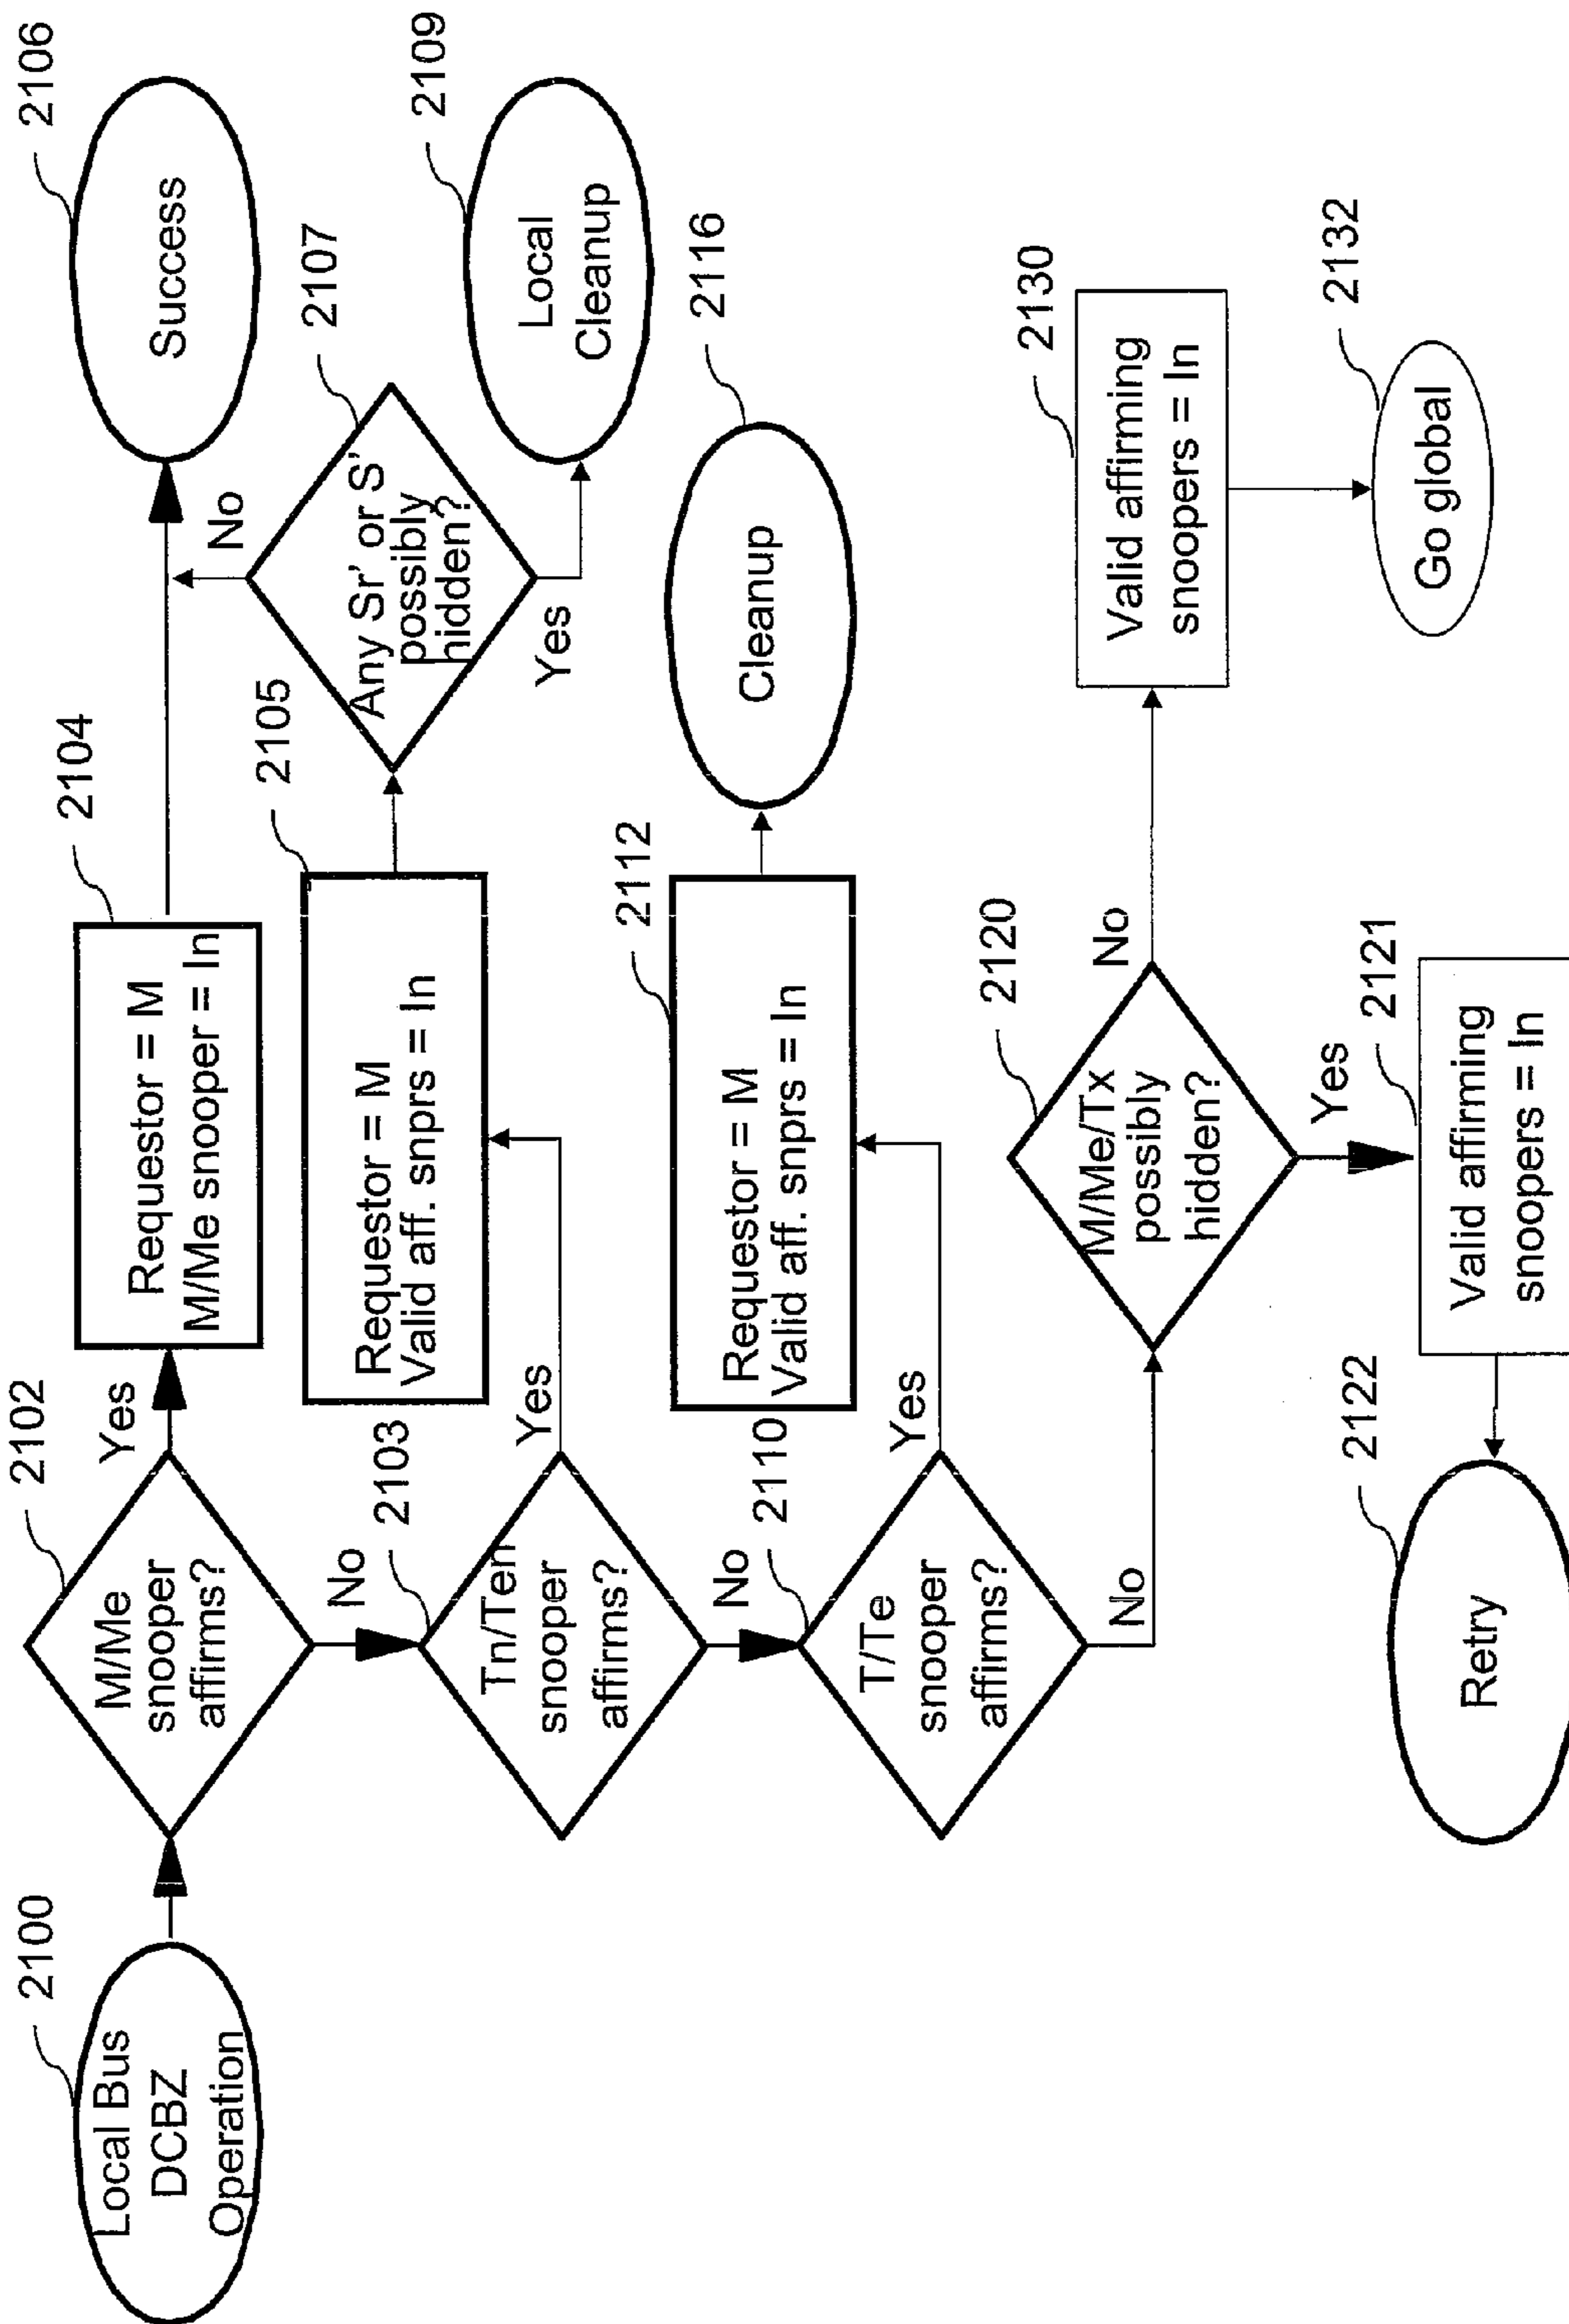 2100
Local Bus
DCBZ
Operation
2102
M/Me
snooper
affirms?
Yes
2104
Requestor = M
M/Me snooper = In
2106
Success
No
2103
Tn/Ten
snooper
affirms?
Yes
2105
Requestor = M
Valid aff. snprs = In
2107
Any Sr' or S'
possibly
hidden?
No
Yes
2109
Local
Cleanup
No
2110
T/Te
snooper
affirms?
Yes
2112
Requestor = M
Valid aff. snprs = In
2116
Cleanup
No
2120
M/Me/Tx
possibly
hidden?
No
2130
Valid affirming
snoopers = In
2132
Go global
Yes
2121
Valid affirming
snoopers = In
2122
Retry